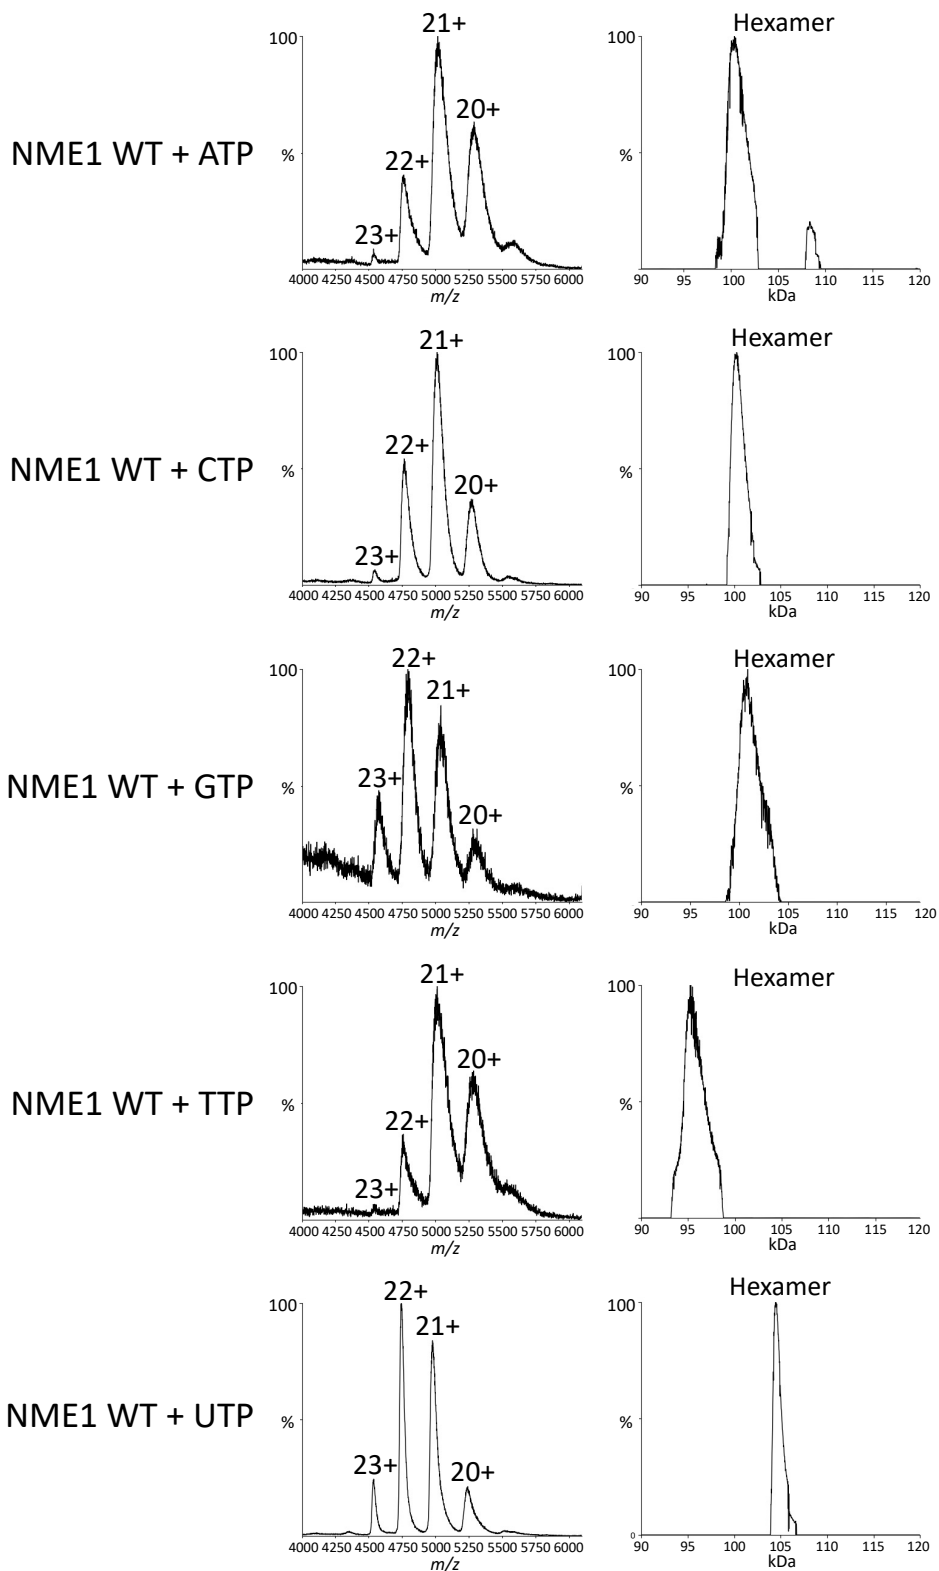 21+
Hexamer
100
100
20+
NME1 WT + ATP
%
22+
%
23+
4000 4250 4500 4750 5000 5250 5500 5750 6000
90 95 100 105 110 115 120
m/z
kDa
21+
Hexamer
100
100
22+
NME1 WT + CTP
%
20+
%
23+
4000 4250 4500 4750 5000 5250 5500 5750 6000
90 95 100 105 110 115 120
m/z
kDa
22+
Hexamer
100
21+
100
NME1 WT + GTP
23+
%
%
20+
4000 4250 4500 4750 5000 5250 5500 5750 6000
90 95 100 105 110 115 120
m/z
kDa
21+
Hexamer
100
100
20+
NME1 WT + TTP
%
22+
%
23+
4000 4250 4500 4750 5000 5250 5500 5750 6000
90 95 100 105 110 115 120
m/z
kDa
22+
Hexamer
100
21+
100
NME1 WT + UTP
%
%
23+
20+
0
4000 4250 4500 4750 5000 5250 5500 5750 6000
90 95 100 105 110 115 120
m/z
kDa